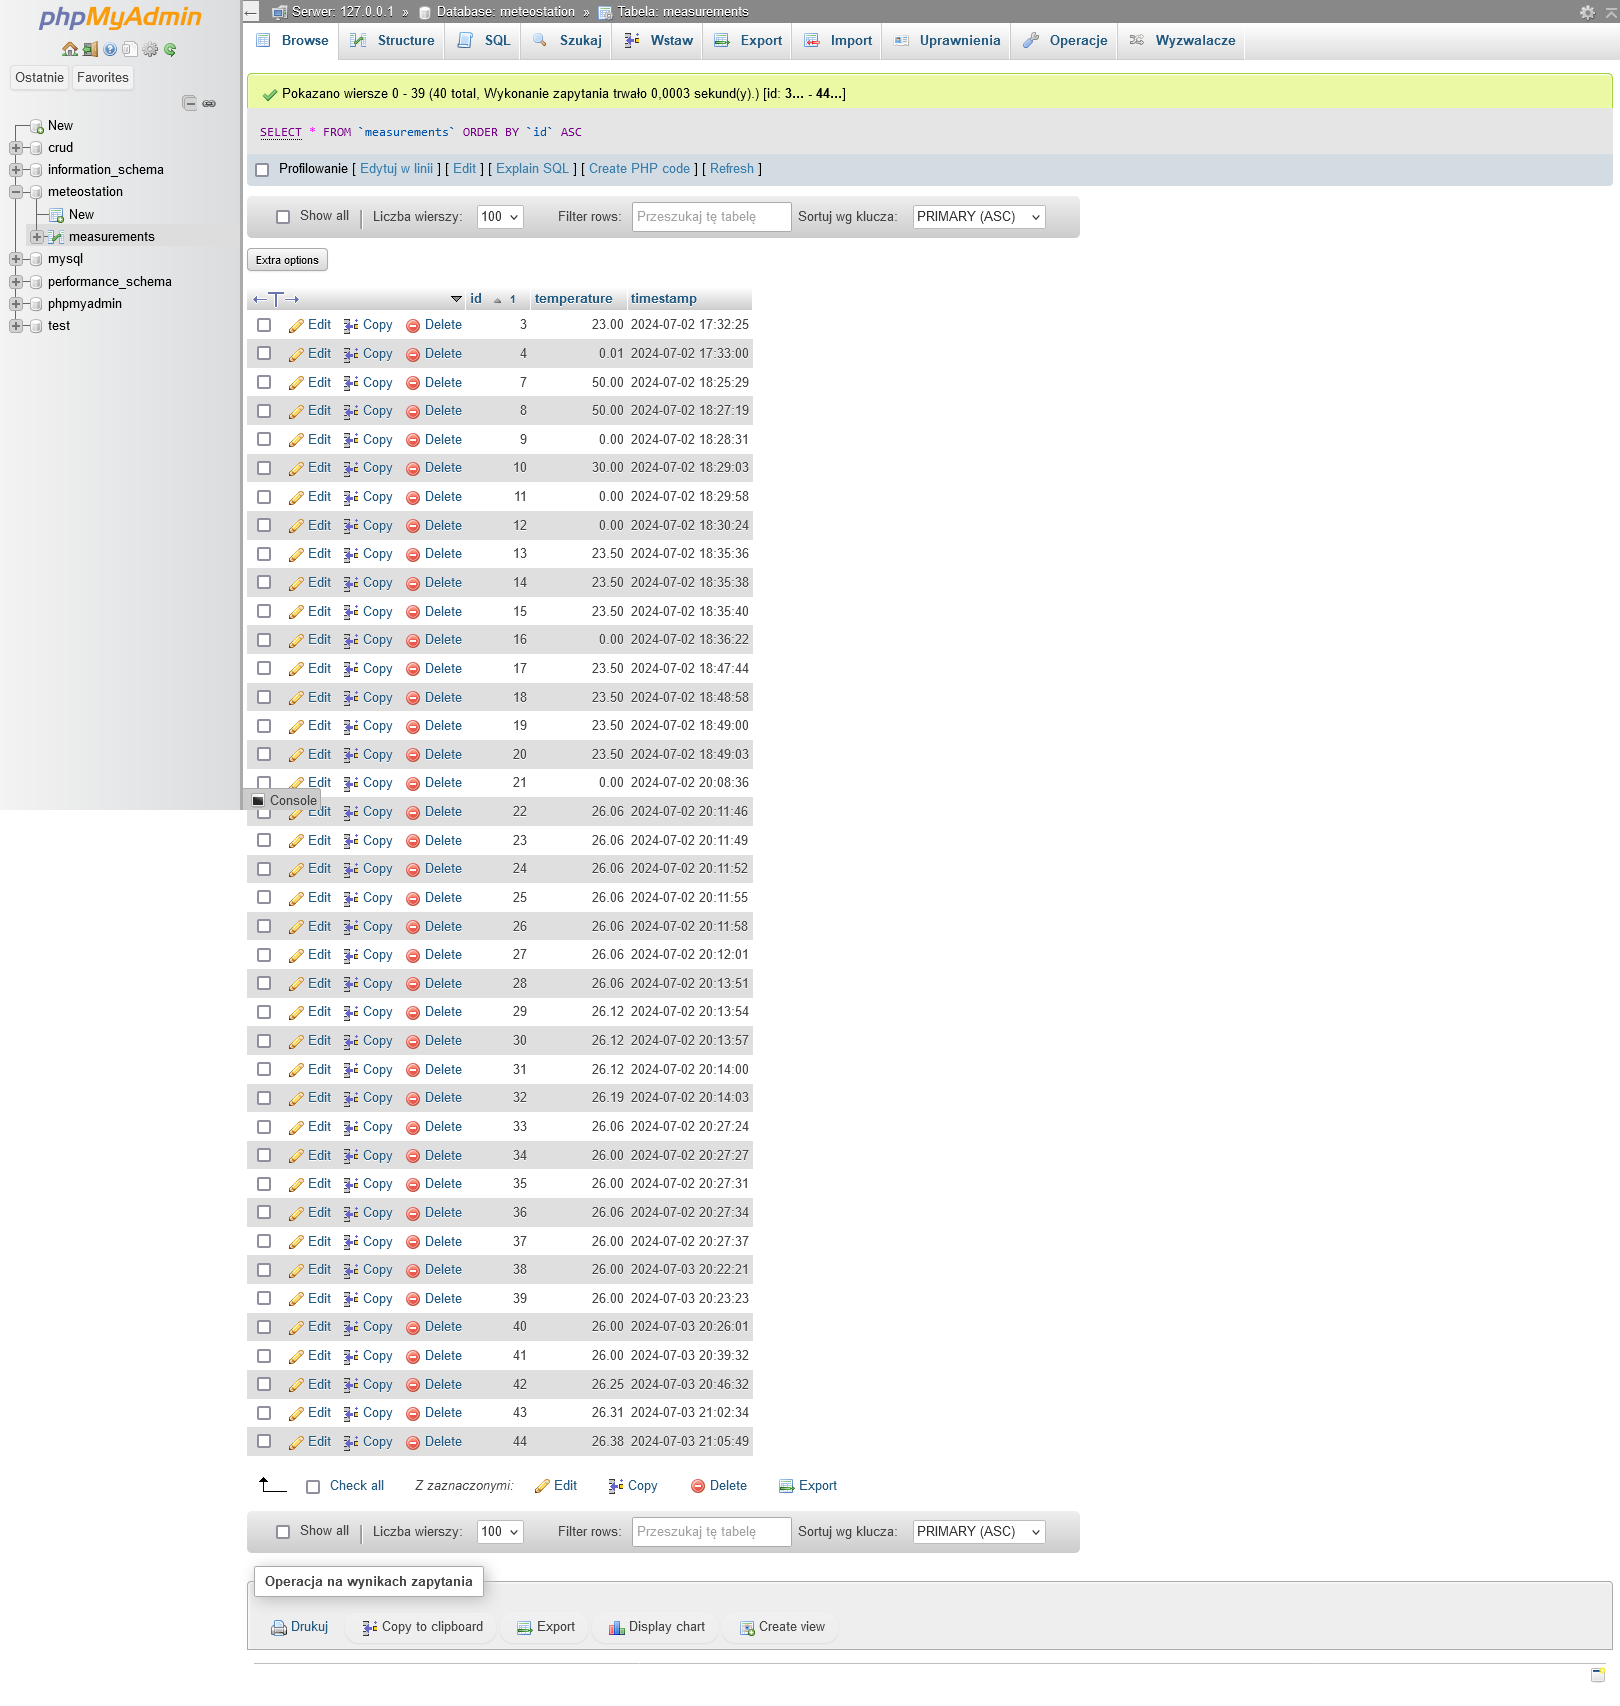 phpMyAdmin
Ostatnie Favorites
New
crud
information_schema
meteostation
New
measurements
mysql
performance_schema
phpmyadmin
test
Serwer: 127.0.0.1 » Database: meteostation » Tabela: measurements
Browse Structure SQL Szukaj Wstaw Export Import Uprawnienia Operacje Wyzwalacze
Pokazano wiersze 0 - 39 (40 total, Wykonanie zapytania trwało 0,0003 sekund(y).) [id: 3... - 44...]
SELECT * FROM `measurements` ORDER BY `id` ASC
Profilowanie [ Edytuj w linii ] [ Edit ] [ Explain SQL ] [ Create PHP code ] [ Refresh ]
Show all | Liczba wierszy: 100 Filter rows: Przeszukaj tę tabelę Sortuj wg klucza: PRIMARY (ASC)
Extra options
id 1 temperature timestamp
Edit Copy Delete 3 23.00 2024-07-02 17:32:25
Edit Copy Delete 4 0.01 2024-07-02 17:33:00
Edit Copy Delete 7 50.00 2024-07-02 18:25:29
Edit Copy Delete 8 50.00 2024-07-02 18:27:19
Edit Copy Delete 9 0.00 2024-07-02 18:28:31
Edit Copy Delete 10 30.00 2024-07-02 18:29:03
Edit Copy Delete 11 0.00 2024-07-02 18:29:58
Edit Copy Delete 12 0.00 2024-07-02 18:30:24
Edit Copy Delete 13 23.50 2024-07-02 18:35:36
Edit Copy Delete 14 23.50 2024-07-02 18:35:38
Edit Copy Delete 15 23.50 2024-07-02 18:35:40
Edit Copy Delete 16 0.00 2024-07-02 18:36:22
Edit Copy Delete 17 23.50 2024-07-02 18:47:44
Edit Copy Delete 18 23.50 2024-07-02 18:48:58
Edit Copy Delete 19 23.50 2024-07-02 18:49:00
Edit Copy Delete 20 23.50 2024-07-02 18:49:03
Edit Copy Delete 21 0.00 2024-07-02 20:08:36
Console
Edit Copy Delete 22 26.06 2024-07-02 20:11:46
Edit Copy Delete 23 26.06 2024-07-02 20:11:49
Edit Copy Delete 24 26.06 2024-07-02 20:11:52
Edit Copy Delete 25 26.06 2024-07-02 20:11:55
Edit Copy Delete 26 26.06 2024-07-02 20:11:58
Edit Copy Delete 27 26.06 2024-07-02 20:12:01
Edit Copy Delete 28 26.06 2024-07-02 20:13:51
Edit Copy Delete 29 26.12 2024-07-02 20:13:54
Edit Copy Delete 30 26.12 2024-07-02 20:13:57
Edit Copy Delete 31 26.12 2024-07-02 20:14:00
Edit Copy Delete 32 26.19 2024-07-02 20:14:03
Edit Copy Delete 33 26.06 2024-07-02 20:27:24
Edit Copy Delete 34 26.00 2024-07-02 20:27:27
Edit Copy Delete 35 26.00 2024-07-02 20:27:31
Edit Copy Delete 36 26.06 2024-07-02 20:27:34
Edit Copy Delete 37 26.00 2024-07-02 20:27:37
Edit Copy Delete 38 26.00 2024-07-03 20:22:21
Edit Copy Delete 39 26.00 2024-07-03 20:23:23
Edit Copy Delete 40 26.00 2024-07-03 20:26:01
Edit Copy Delete 41 26.00 2024-07-03 20:39:32
Edit Copy Delete 42 26.25 2024-07-03 20:46:32
Edit Copy Delete 43 26.31 2024-07-03 21:02:34
Edit Copy Delete 44 26.38 2024-07-03 21:05:49
Check all Z zaznaczonymi: Edit Copy Delete Export
Show all | Liczba wierszy: 100 Filter rows: Przeszukaj tę tabelę Sortuj wg klucza: PRIMARY (ASC)
Operacja na wynikach zapytania
Drukuj Copy to clipboard Export Display chart Create view